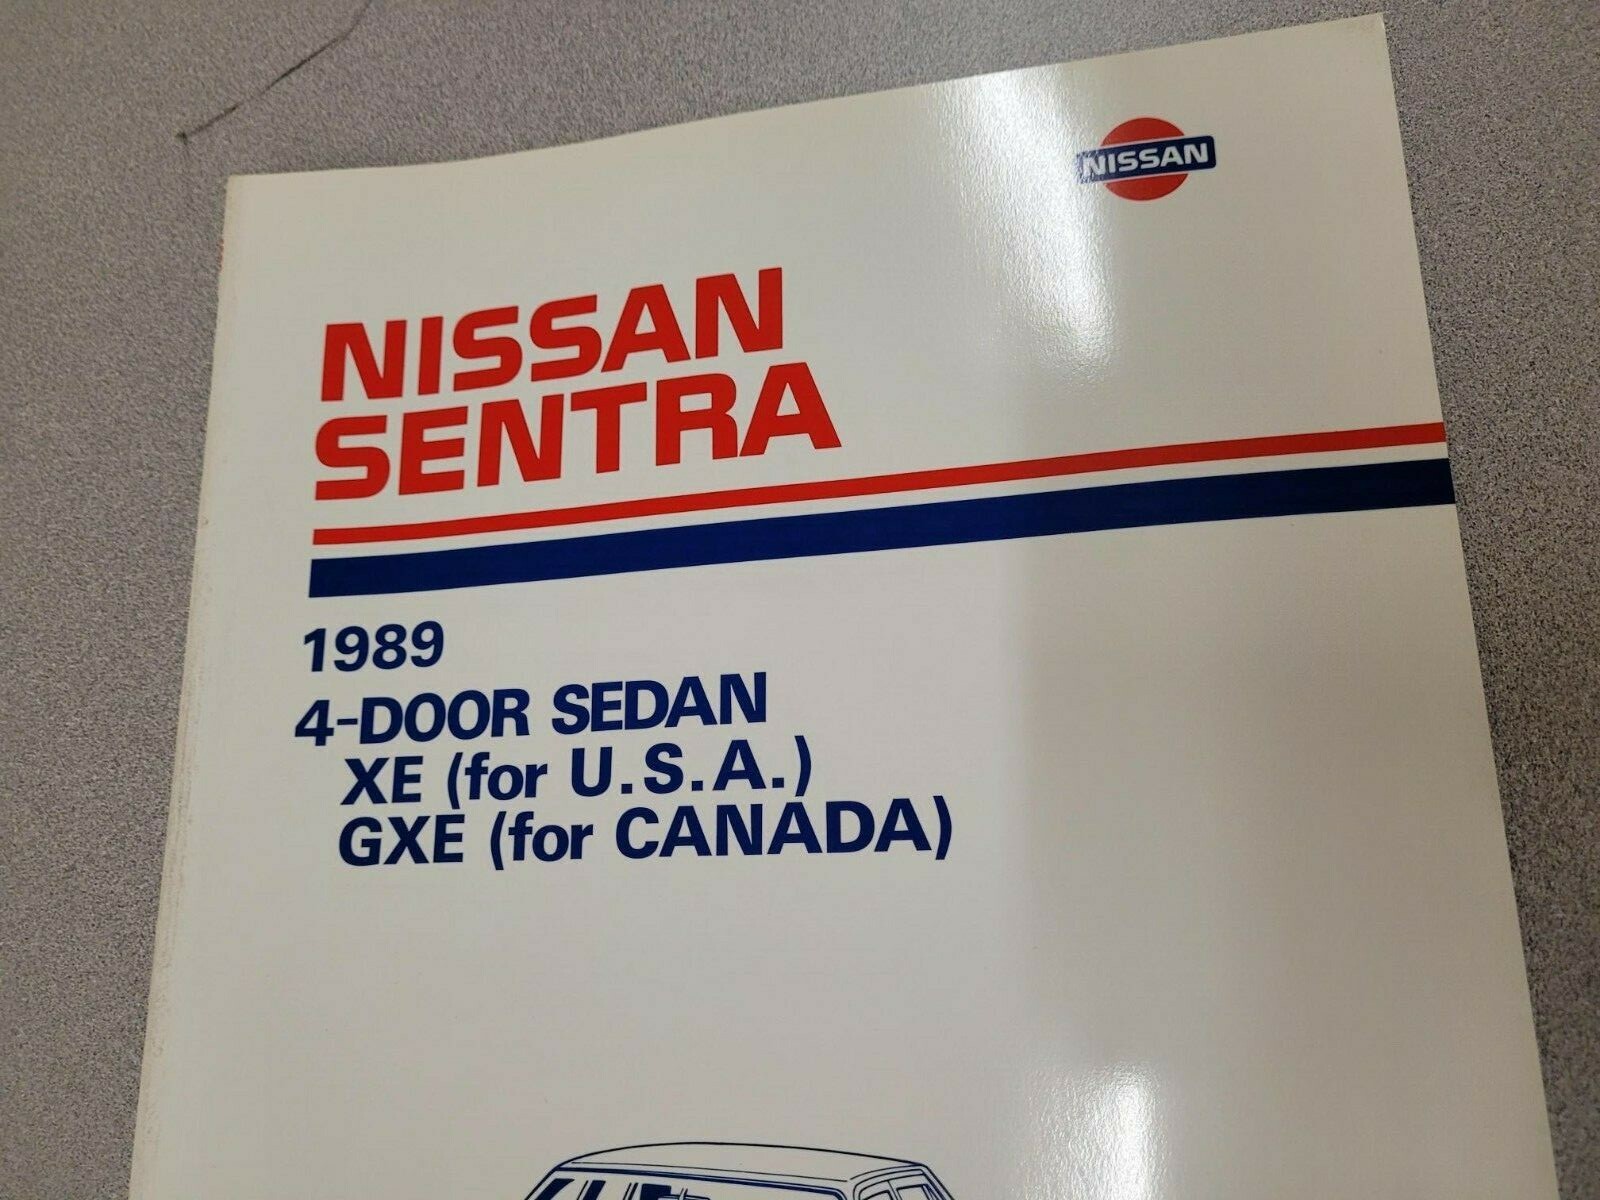 NISSAN
NISSAN
SENTRA
1989
4-DOOR SEDAN
XE (for U.S.A.)
GXE (for CANADA)